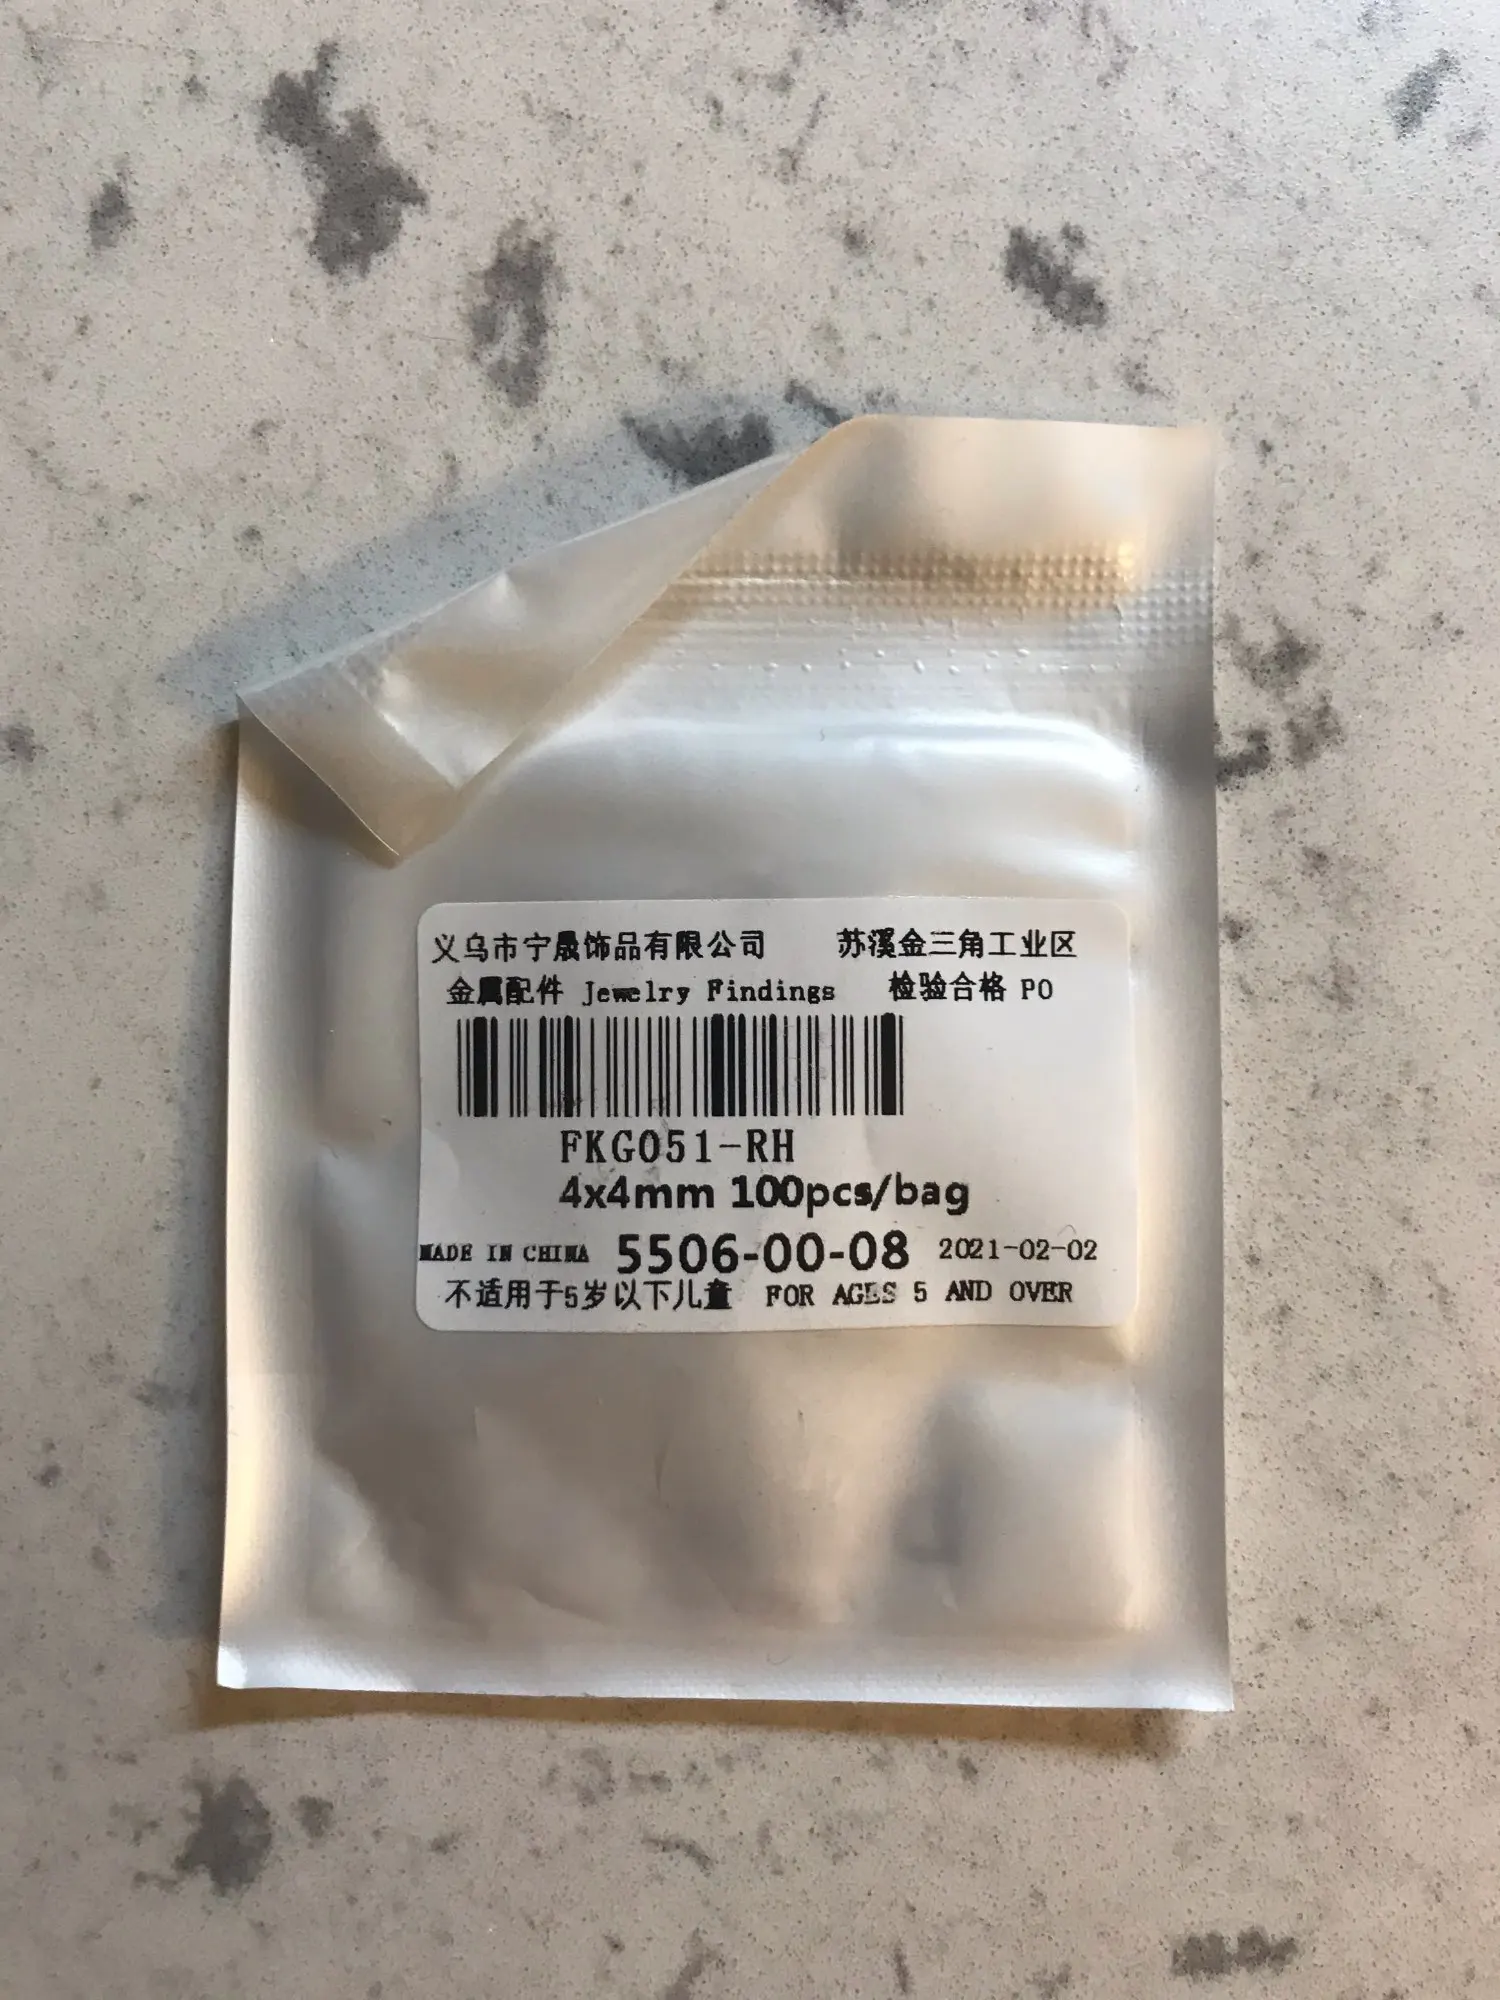 义乌市宁晟饰品有限公司 苏溪金三角工业区
金属配件 Jewelry Findings 检验合格 P0
FKG051-RH
4x4mm 100pcs/bag
MADE IN CHINA 5506-00-08 2021-02-02
不适用于5岁以下儿童 FOR AGES 5 AND OVER